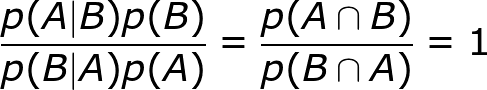 p(A|B)p(B) / p(B|A)p(A) = p(A ∩ B) / p(B ∩ A) = 1